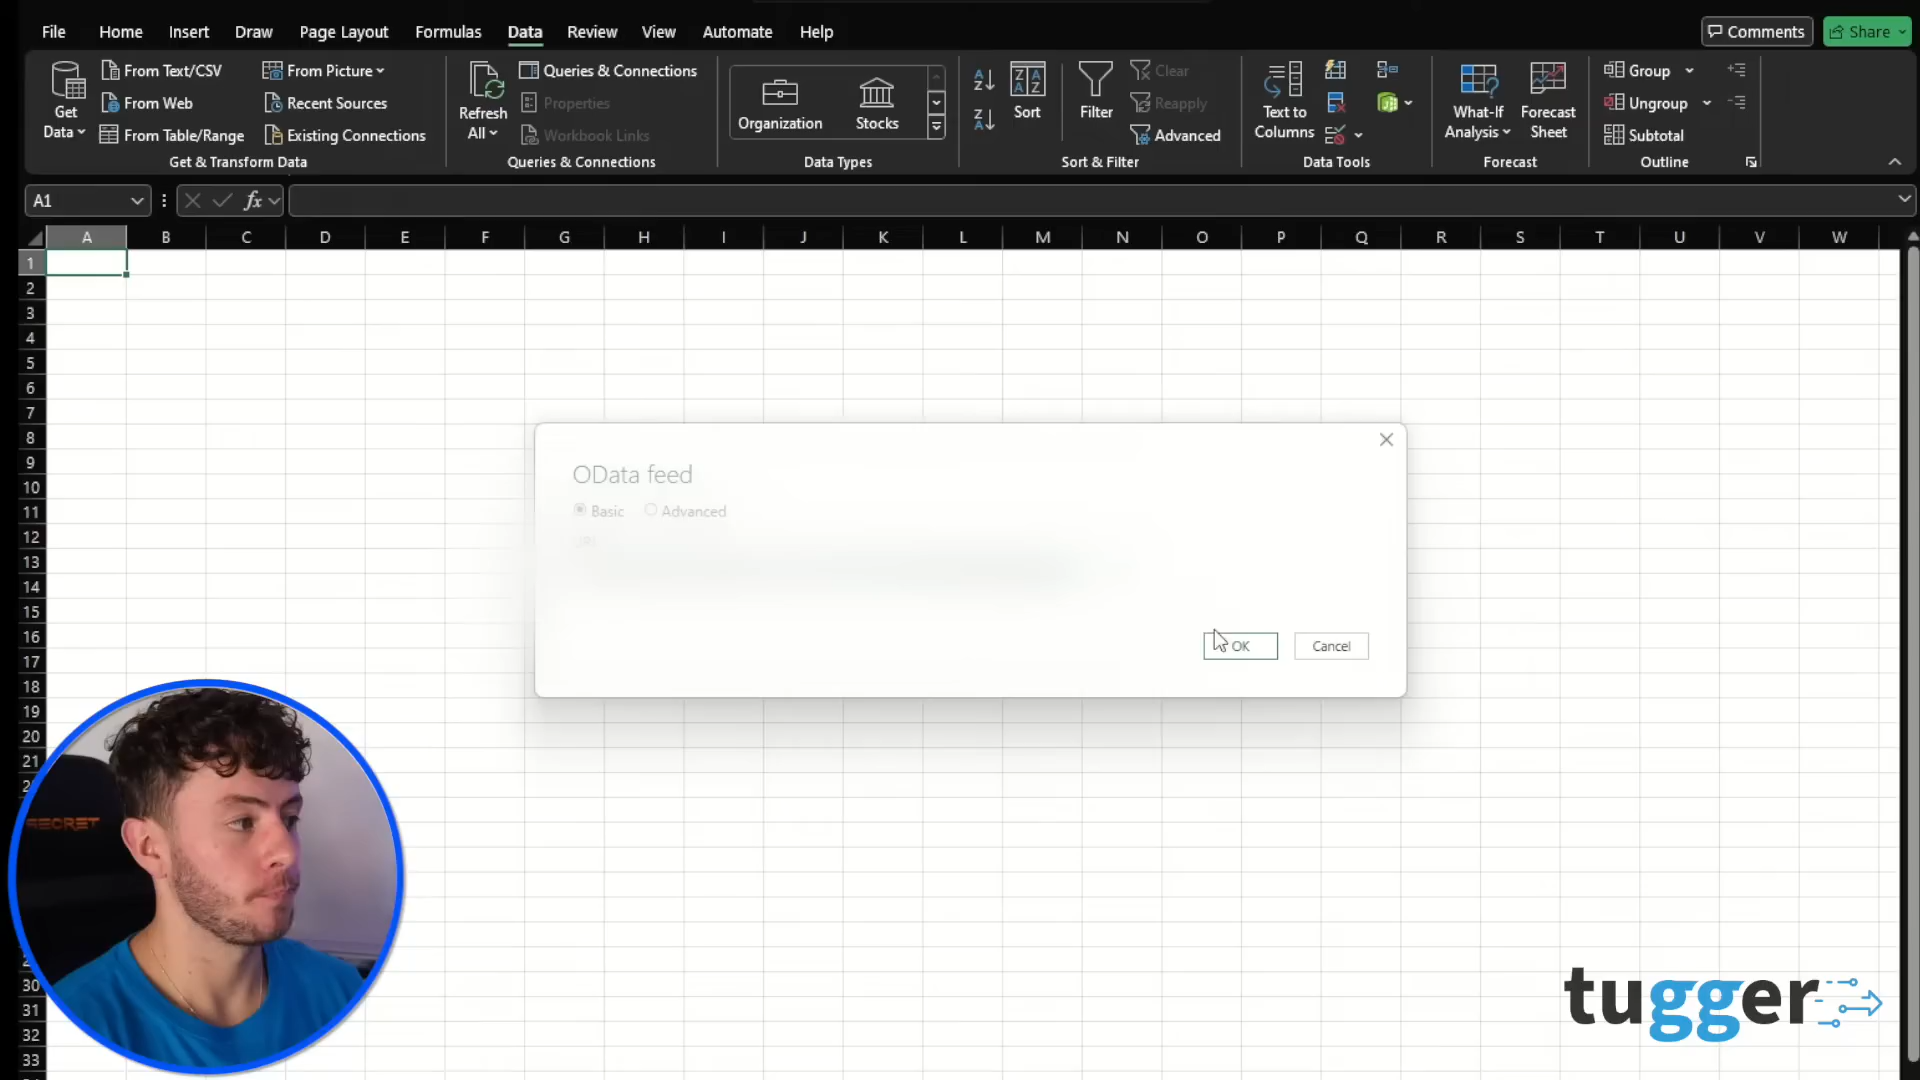 File Home Insert Draw Page Layout Formulas Data Review View Automate Help Comments Share
Get Data
From Text/CSV
From Web
From Table/Range
From Picture
Recent Sources
Existing Connections
Get & Transform Data
Refresh All
Queries & Connections
Properties
Workbook Links
Queries & Connections
Organization
Stocks
Data Types
Sort
Filter
Clear
Reapply
Advanced
Sort & Filter
Text to Columns
Data Tools
What-If Analysis
Forecast Sheet
Forecast
Group
Ungroup
Subtotal
Outline
A1
fx
A B C D E F G H I J K L M N O P Q R S T U V W
1
2
3
4
5
6
7
8
9
10
11
12
13
14
15
16
17
18
19
20
21
30
31
32
33
OData feed
Basic Advanced
OK Cancel
tugger